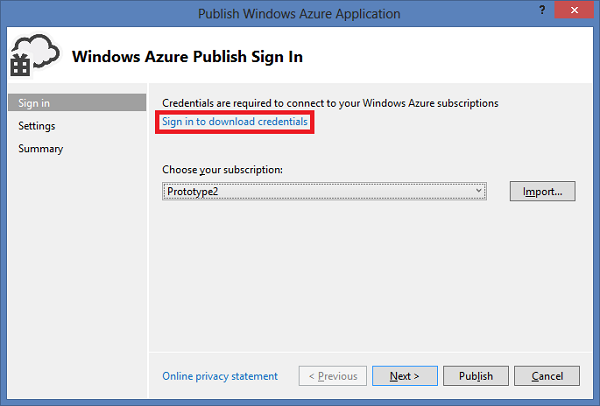 Publish Windows Azure Application
?
Windows Azure Publish Sign In
Sign in
Settings
Summary
Credentials are required to connect to your Windows Azure subscriptions
Sign in to download credentials
Choose your subscription:
Prototype2
Import...
Online privacy statement
< Previous
Next >
Publish
Cancel